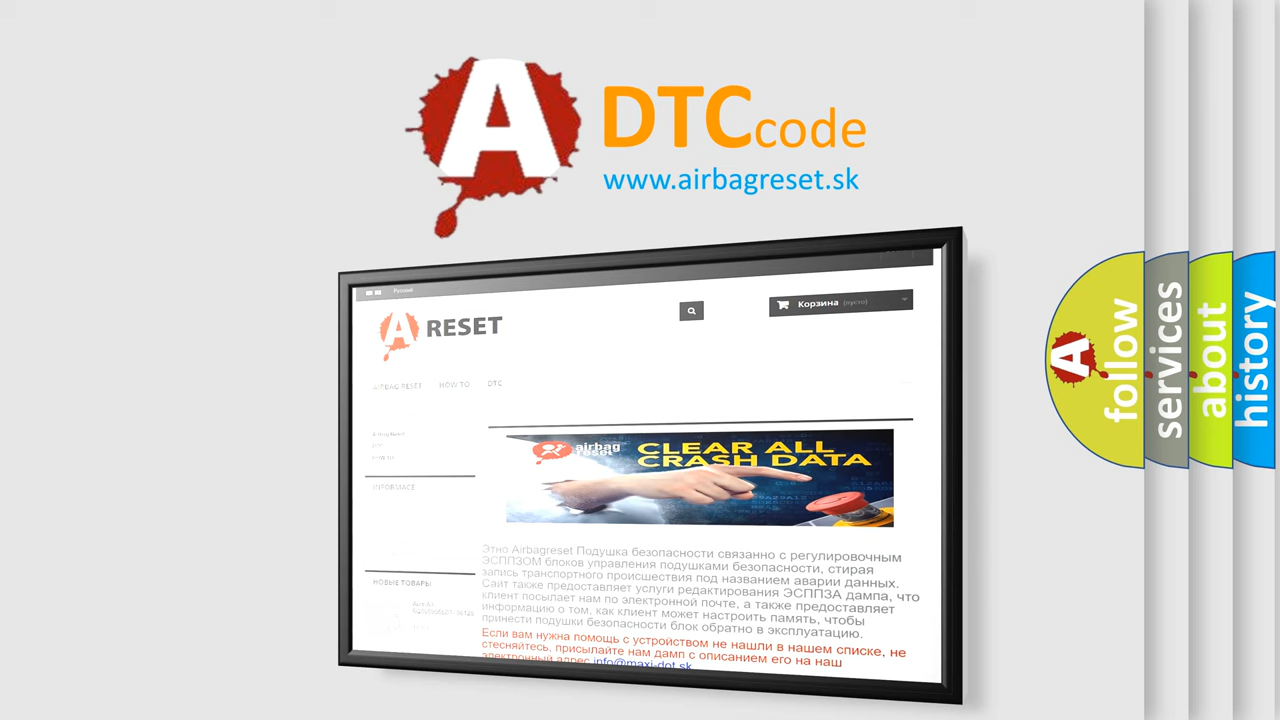 A
DTCcode
www.airbagreset.sk
Русский
A RESET
Корзина (пусто)
AIRBAG RESET HOW TO DTC
Airbag Reset
HOW TO
INFORMACE
airbag reset
CLEAR ALL
CRASH DATA
Этно Airbagreset Подушка безопасности связанно с регулировочным
ЭСППЗОМ блоков управления подушками безопасности, стирая
запись транспортного происшествия под названием аварии данных.
Сайт также предоставляет услуги редактирования ЭСППЗА дампа, что
клиент посылает нам по электронной почте, а также предоставляет
информацию о том, как клиент может настроить память, чтобы
принести подушки безопасности блок обратно в эксплуатацию.
Если вам нужна помощь с устройством не нашли в нашем списке, не
стесняйтесь, присылайте нам дамп с описанием его на наш
электронный адрес info@maxi-dot.sk
НОВЫЕ ТОВАРЫ
A
follow
services
about
history